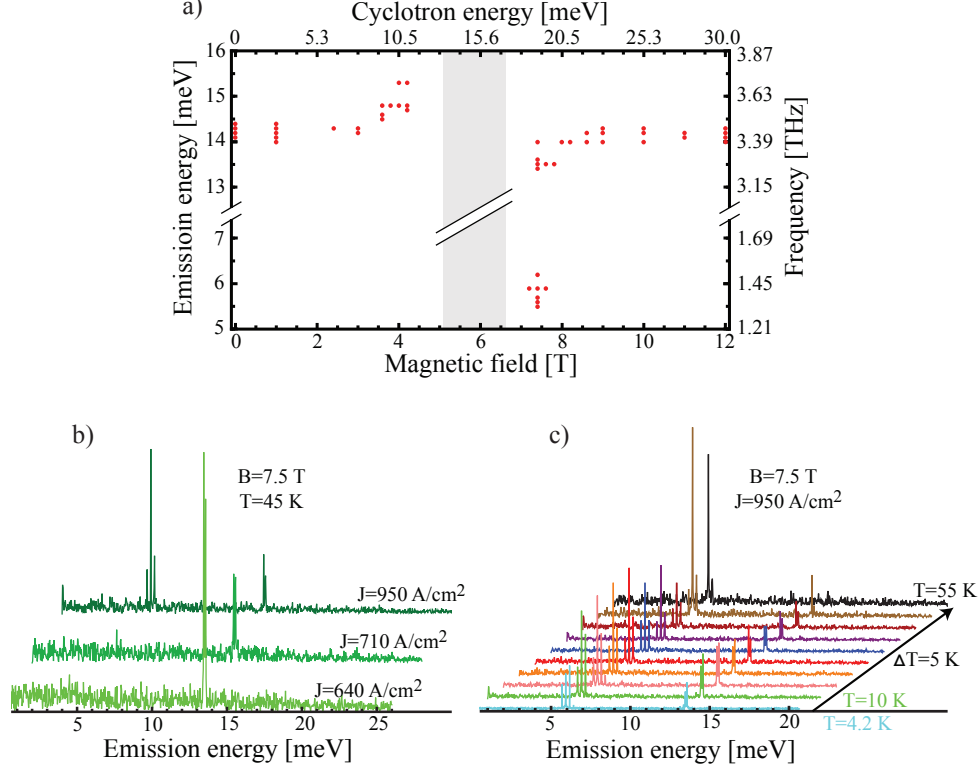 a)
Cyclotron energy [meV]
0 5.3 10.5 15.6 20.5 25.3 30.0
16 15 14 13 7 6 5
Emissioin energy [meV]
3.87 3.63 3.39 3.15 1.69 1.45 1.21
Frequency [THz]
0 2 4 6 8 10 12
Magnetic field [T]
b)
B=7.5 T
T=45 K
J=950 A/cm2
J=710 A/cm2
J=640 A/cm2
5 10 15 20 25
Emission energy [meV]
c)
B=7.5 T
J=950 A/cm2
T=55 K
ΔT=5 K
T=10 K
T=4.2 K
5 10 15 20
Emission energy [meV]